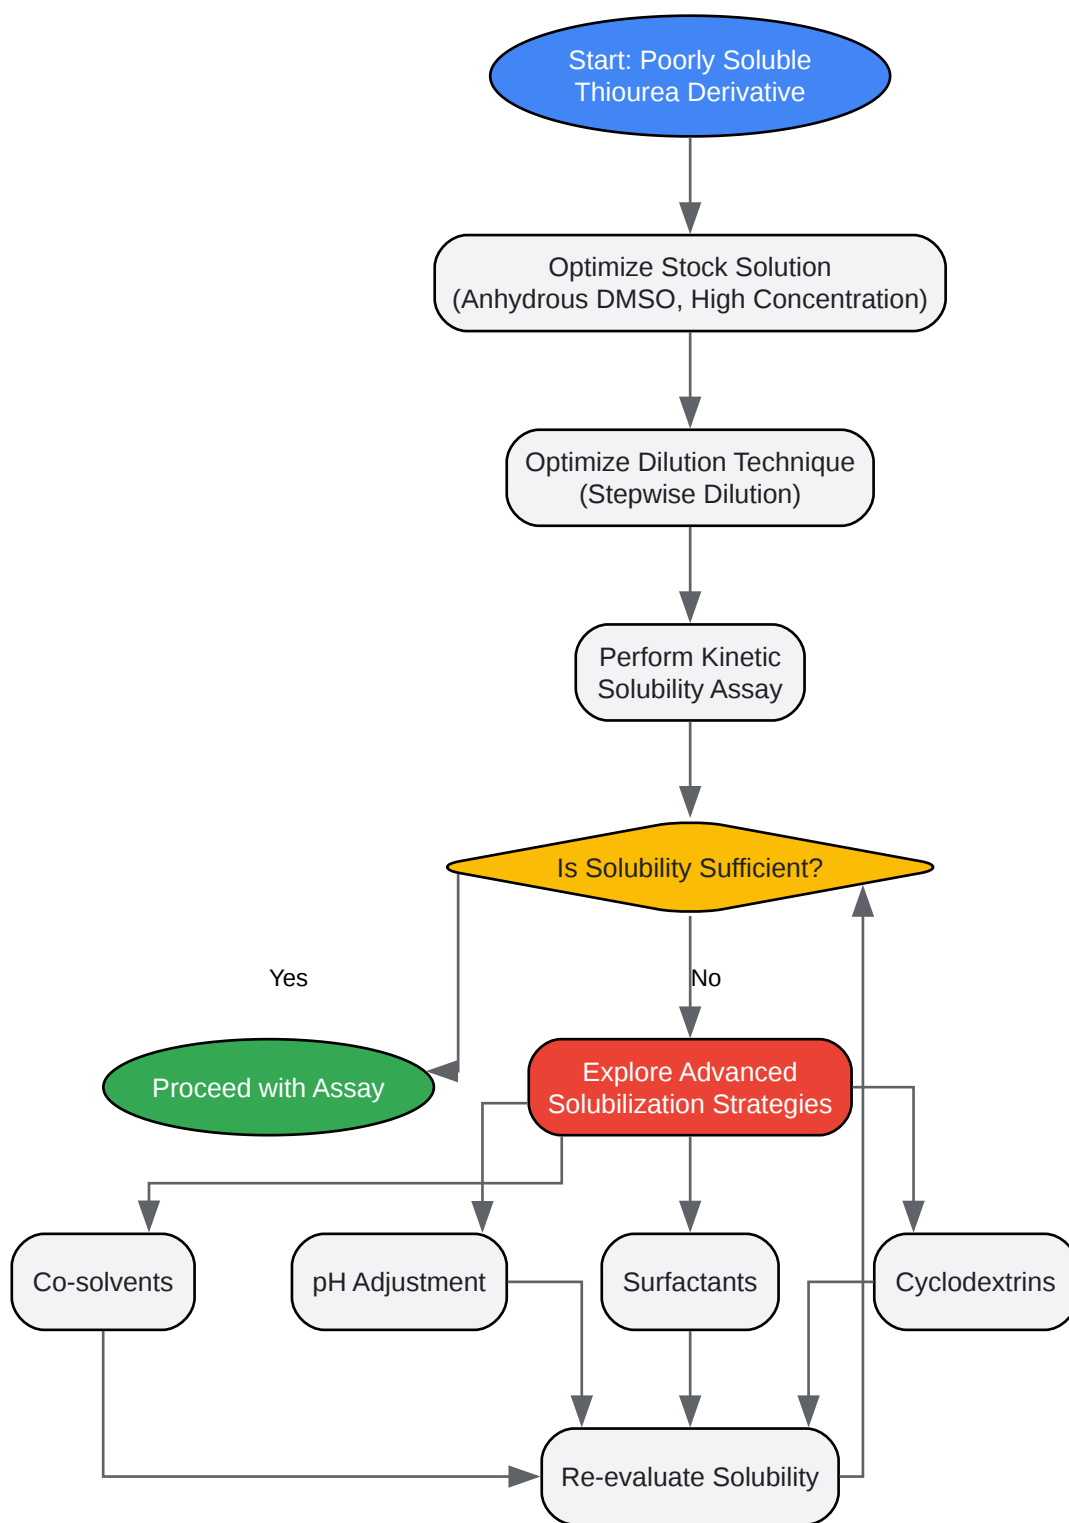 Start: Poorly Soluble
Thiourea Derivative
Optimize Stock Solution
(Anhydrous DMSO, High Concentration)
Optimize Dilution Technique
(Stepwise Dilution)
Perform Kinetic
Solubility Assay
Is Solubility Sufficient?
Yes
No
Proceed with Assay
Explore Advanced
Solubilization Strategies
Co-solvents
pH Adjustment
Surfactants
Cyclodextrins
Re-evaluate Solubility